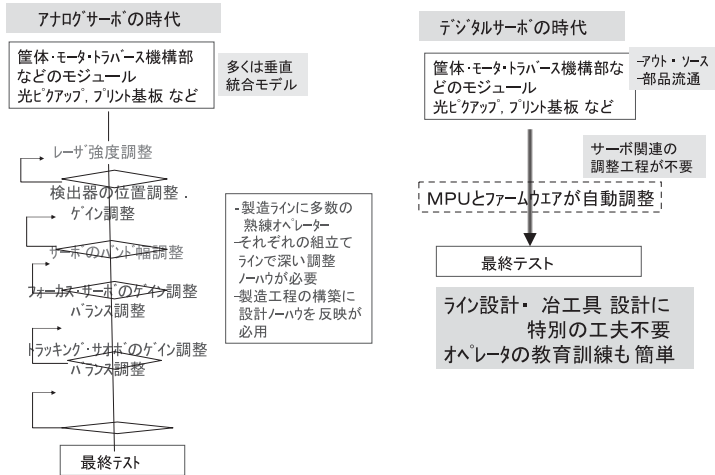 アナログサーボの時代
筐体・モータ・トラバース機構部
などのモジュール
光ピクアップ, プリント基板 など
多くは垂直
統合モデル
レーザ強度調整
検出器の位置調整 .
ゲイン調整
サーボのバンド幅調整
フォーカス・サーボのゲイン調整
バランス調整
トラッキング・サオボのゲイン調整
バランス調整
最終テスト
-製造ラインに多数の
熟練オペレーター
-それぞれの組立て
ラインで深い調整
ノーハウが必要
-製造工程の構築に
設計ノーハウを反映が
必用
デジタルサーボの時代
筐体・モータ・トラバース機構部な
どのモジュール
光ピクアップ, プリント基板 など
-アウト・ソース
-部品流通
サーボ関連の
調整工程が不要
MPUとファームウエアが自動調整
最終テスト
ライン設計・ 冶工具 設計に
特別の工夫不要
オペレータの教育訓練も簡単